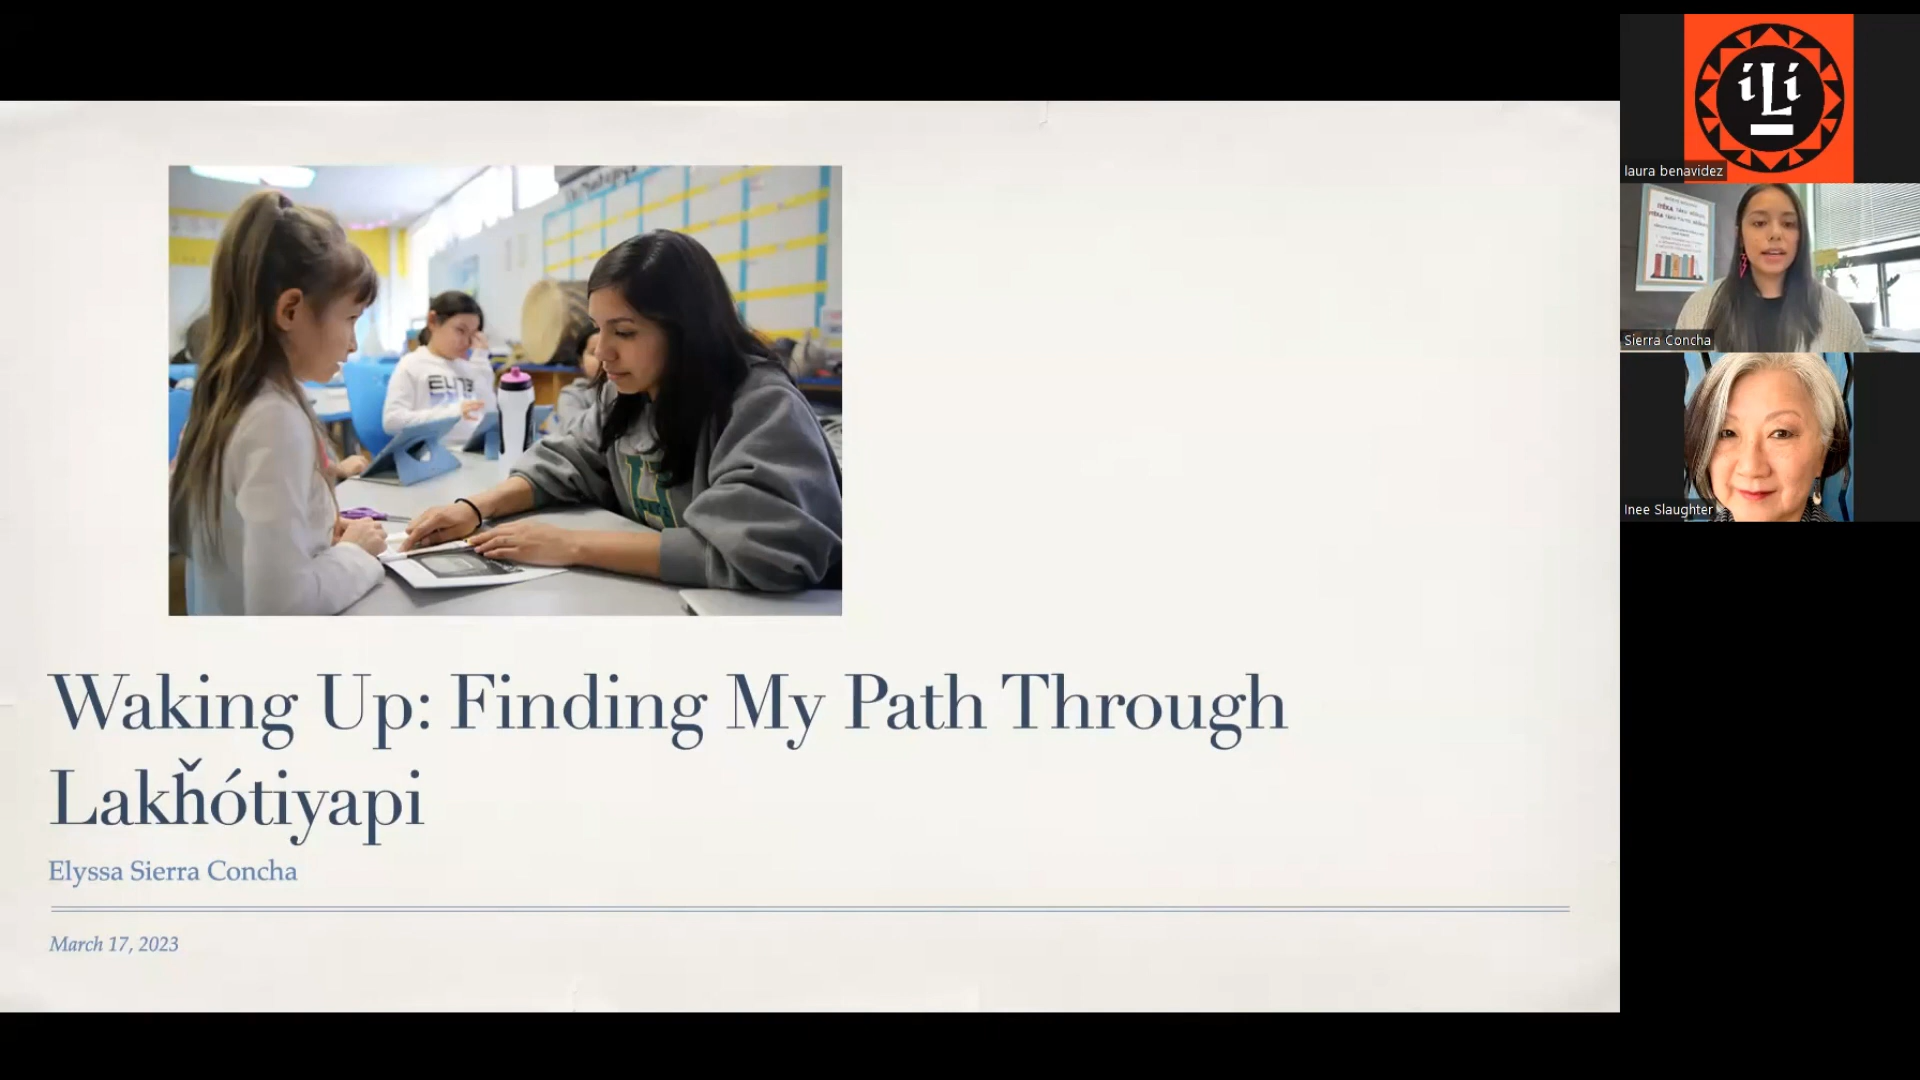 Waking Up: Finding My Path Through
Lakȟótiyapi
Elyssa Sierra Concha
March 17, 2023
íLí
laura benavidez
Sierra Concha
Inee Slaughter